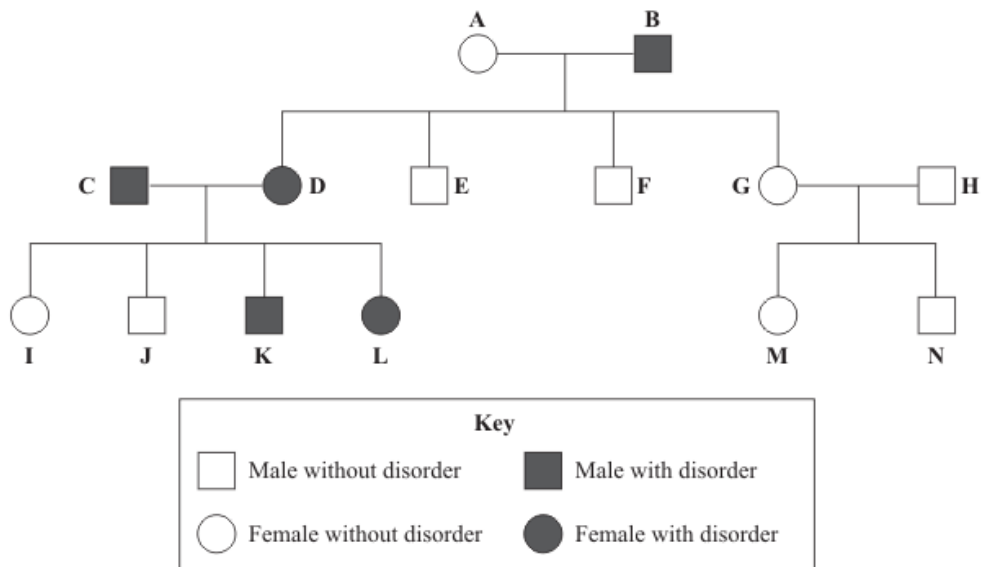 A B
C D E F G H
I J K L M N
Key
Male without disorder Male with disorder
Female without disorder Female with disorder